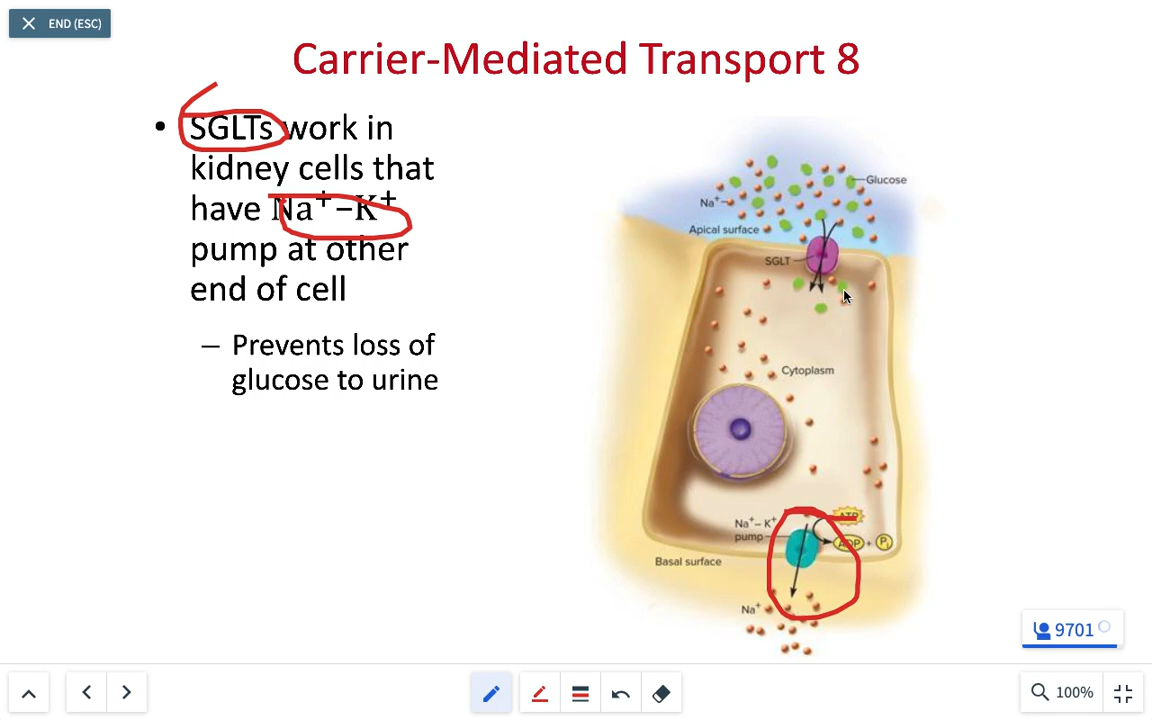 END (ESC)
Carrier-Mediated Transport 8
• SGLTs work in
kidney cells that
have Na⁺–K⁺
pump at other
end of cell
– Prevents loss of
glucose to urine
Glucose
Na⁺
Apical surface
SGLT
Cytoplasm
Na⁺– K⁺
pump
ATP
ADP + Pᵢ
Basal surface
Na⁺
9701
100%